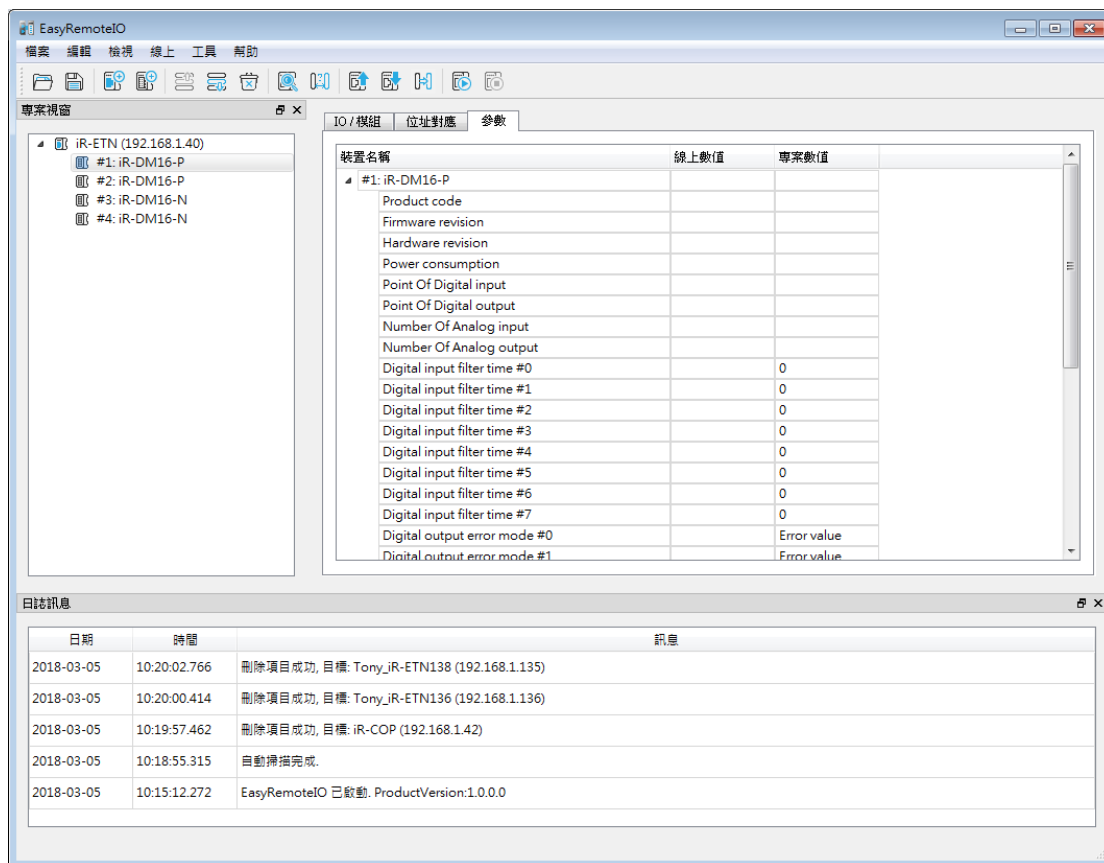 EasyRemoteIO
檔案 編輯 檢視 線上 工具 幫助
專案視窗
iR-ETN (192.168.1.40)
#1: iR-DM16-P
#2: iR-DM16-P
#3: iR-DM16-N
#4: iR-DM16-N
IO / 模組 位址對應 參數
裝置名稱 線上數值 專案數值
#1: iR-DM16-P
Product code
Firmware revision
Hardware revision
Power consumption
Point Of Digital input
Point Of Digital output
Number Of Analog input
Number Of Analog output
Digital input filter time #0 0
Digital input filter time #1 0
Digital input filter time #2 0
Digital input filter time #3 0
Digital input filter time #4 0
Digital input filter time #5 0
Digital input filter time #6 0
Digital input filter time #7 0
Digital output error mode #0 Error value
Digital output error mode #1 Error value
日誌訊息
日期 時間 訊息
2018-03-05 10:20:02.766 刪除項目成功, 目標: Tony_iR-ETN138 (192.168.1.135)
2018-03-05 10:20:00.414 刪除項目成功, 目標: Tony_iR-ETN136 (192.168.1.136)
2018-03-05 10:19:57.462 刪除項目成功, 目標: iR-COP (192.168.1.42)
2018-03-05 10:18:55.315 自動掃描完成.
2018-03-05 10:15:12.272 EasyRemoteIO 已啟動. ProductVersion:1.0.0.0